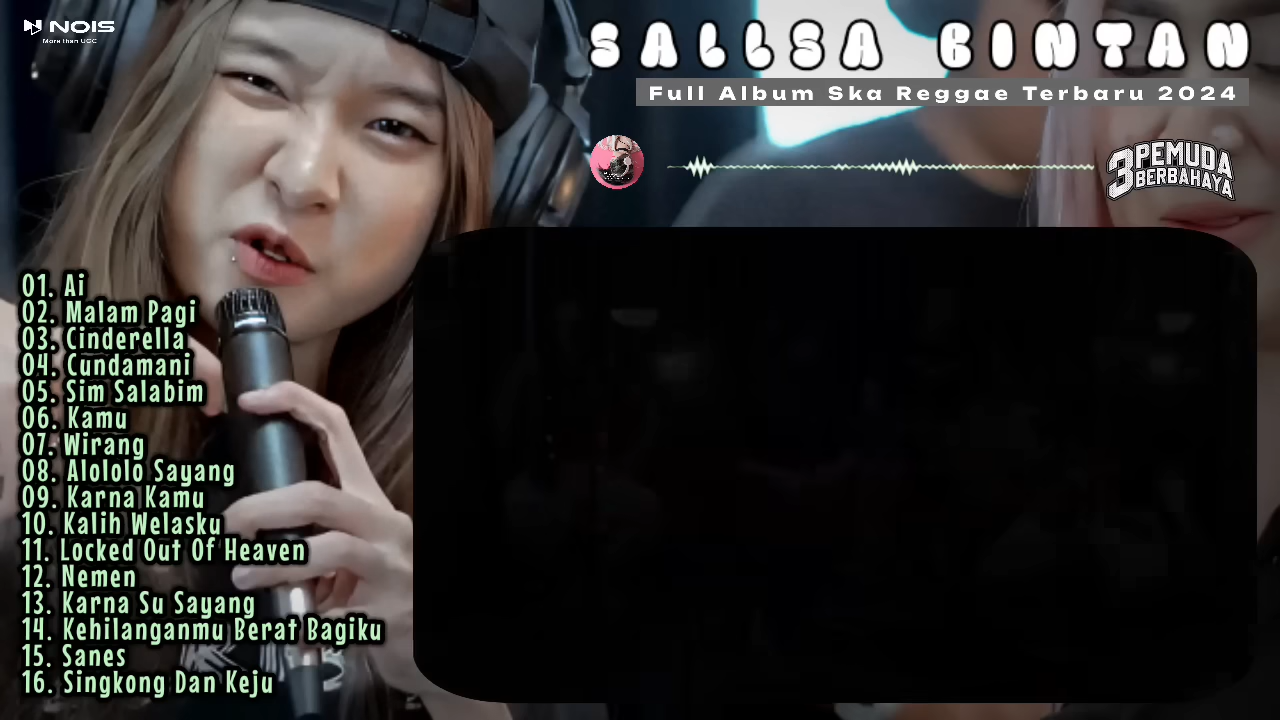 NOIS
More than UGC
SALLSA BINTAN
Full Album Ska Reggae Terbaru 2024
3 PEMUDA
BERBAHAYA
01. Ai
02. Malam Pagi
03. Cinderella
04. Cundamani
05. Sim Salabim
06. Kamu
07. Wirang
08. Alololo Sayang
09. Karna Kamu
10. Kalih Welasku
11. Locked Out Of Heaven
12. Nemen
13. Karna Su Sayang
14. Kehilanganmu Berat Bagiku
15. Sanes
16. Singkong Dan Keju